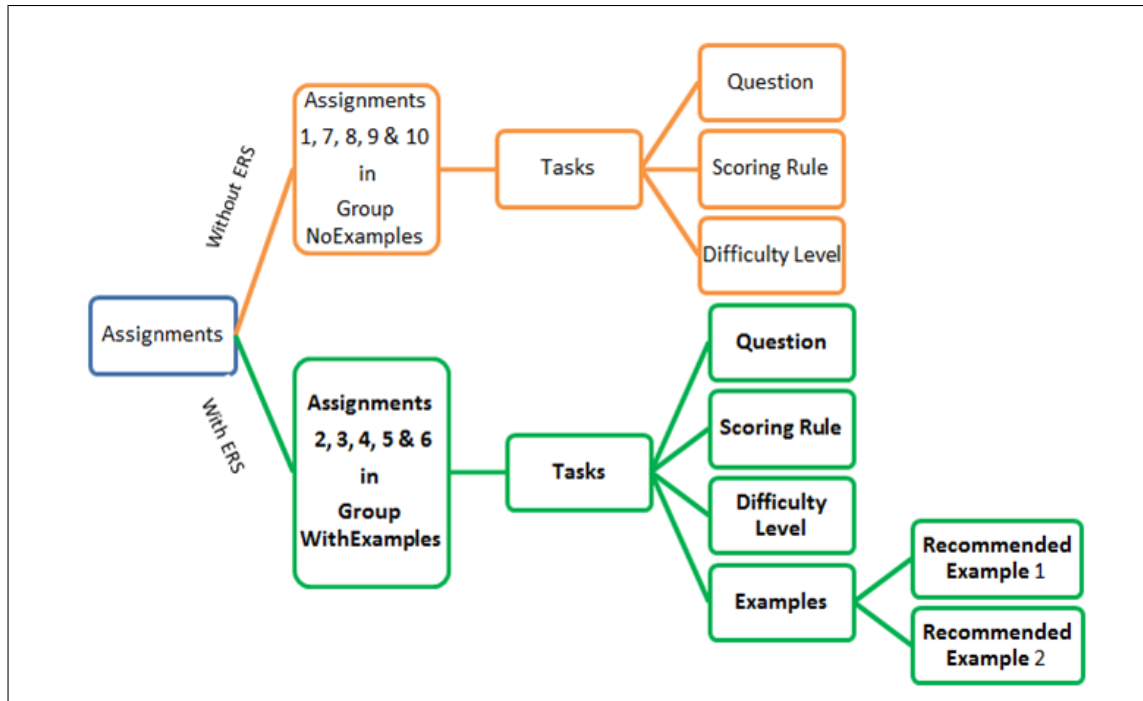 Without ERS
With ERS
Assignments
Assignments
1, 7, 8, 9 & 10
in
Group
NoExamples
Tasks
Question
Scoring Rule
Difficulty Level
Assignments
2, 3, 4, 5 & 6
in
Group
WithExamples
Tasks
Question
Scoring Rule
Difficulty
Level
Examples
Recommended
Example 1
Recommended
Example 2